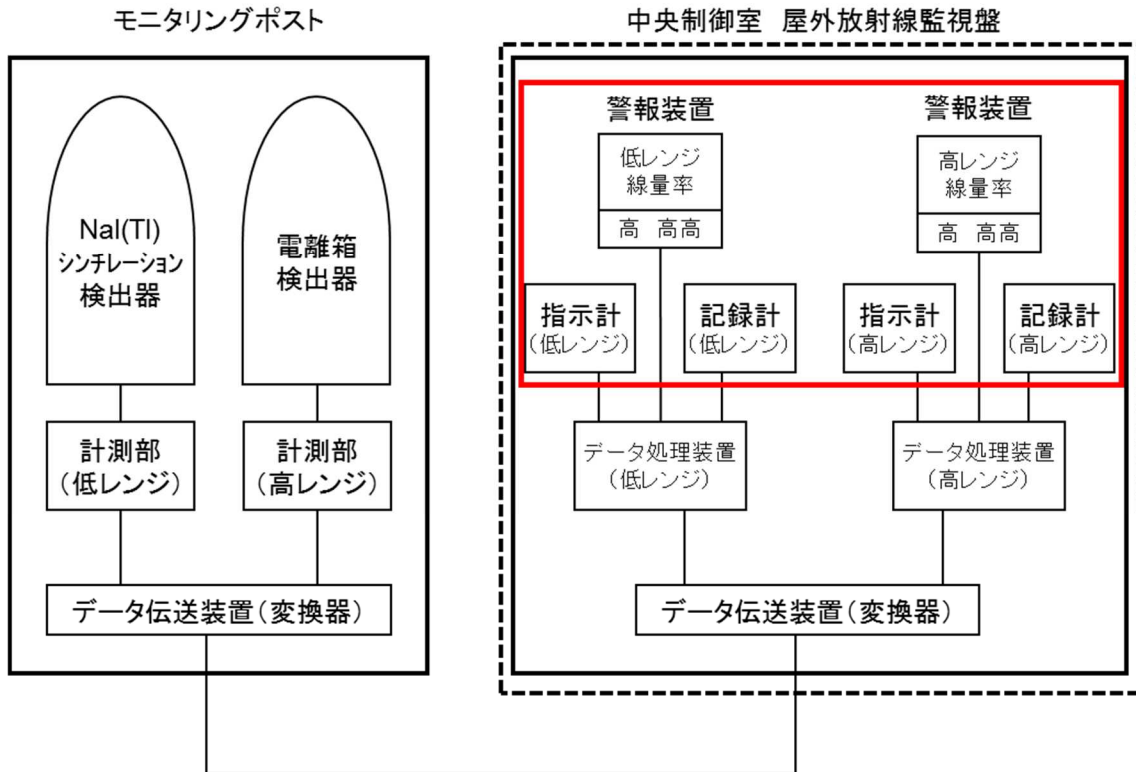 モニタリングポスト
NaI(Tl)
シンチレーション
検出器
電離箱
検出器
計測部
(低レンジ)
計測部
(高レンジ)
データ伝送装置(変換器)
中央制御室 屋外放射線監視盤
警報装置
低レンジ
線量率
高 高高
警報装置
高レンジ
線量率
高 高高
指示計
(低レンジ)
記録計
(低レンジ)
指示計
(高レンジ)
記録計
(高レンジ)
データ処理装置
(低レンジ)
データ処理装置
(高レンジ)
データ伝送装置(変換器)